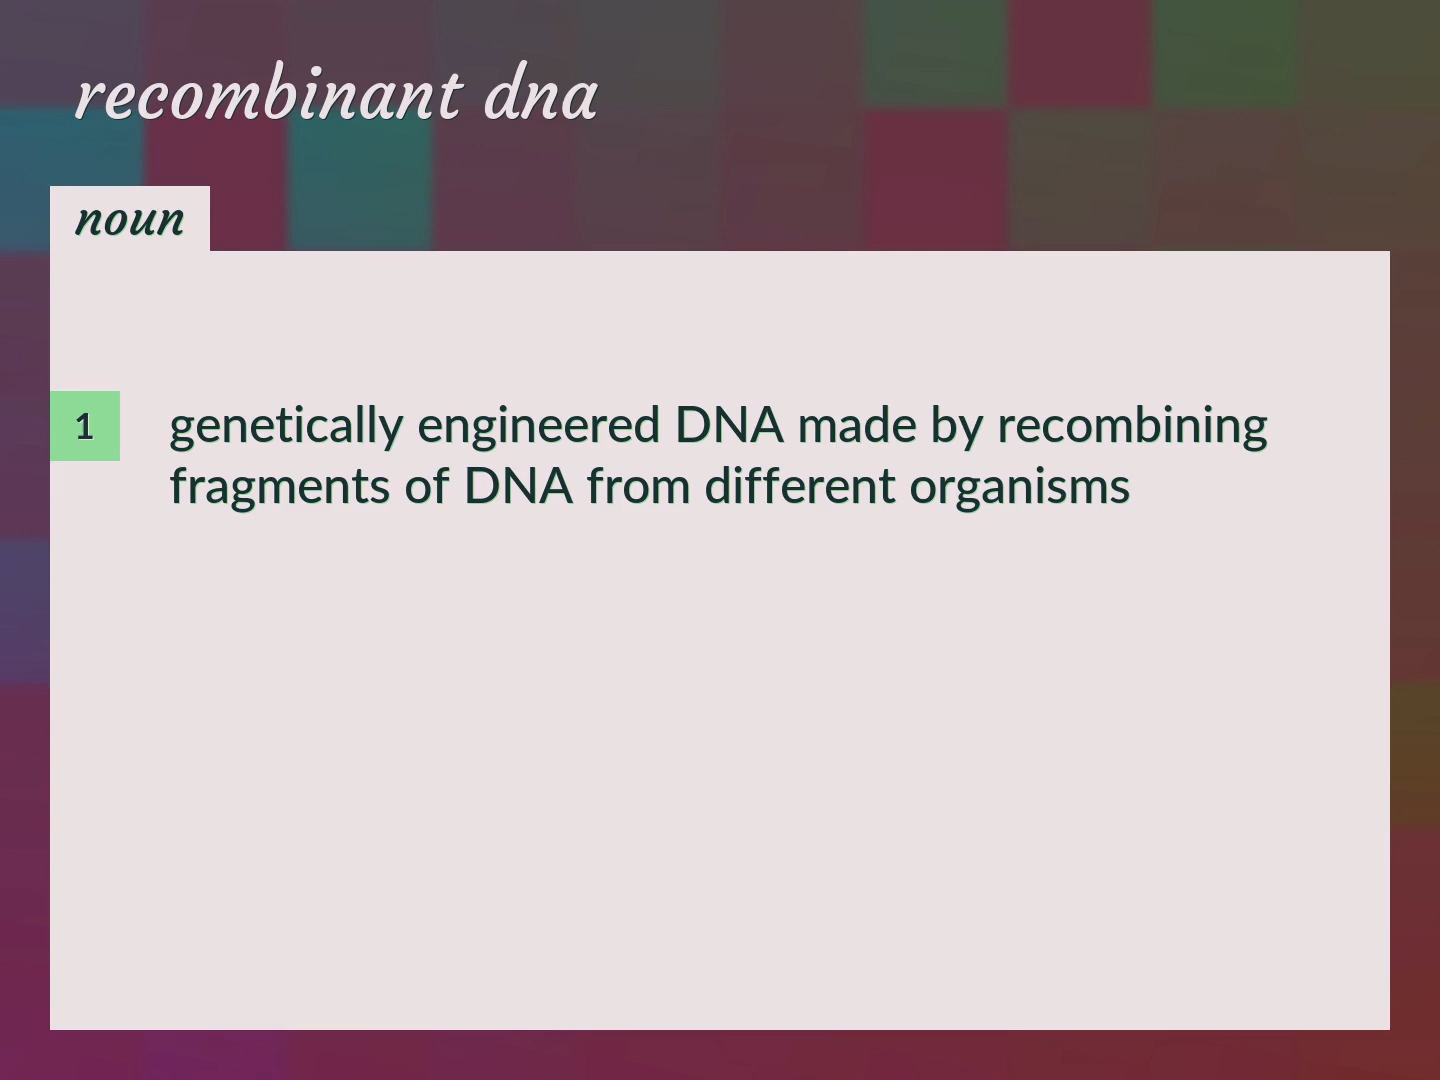 recombinant dna
noun
1
genetically engineered DNA made by recombining
fragments of DNA from different organisms